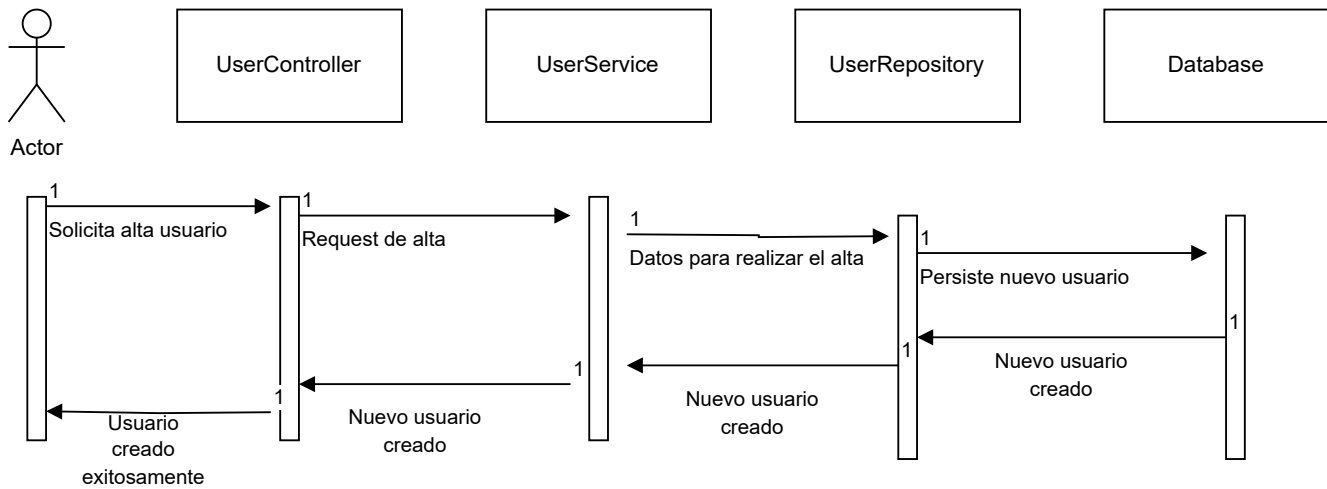 UserController
UserService
UserRepository
Database
Actor
1
Solicita alta usuario
1
Request de alta
1
Datos para realizar el alta
1
Persiste nuevo usuario
1
Nuevo usuario
creado
1
Nuevo usuario
creado
1
Nuevo usuario
creado
1
Usuario
creado
exitosamente